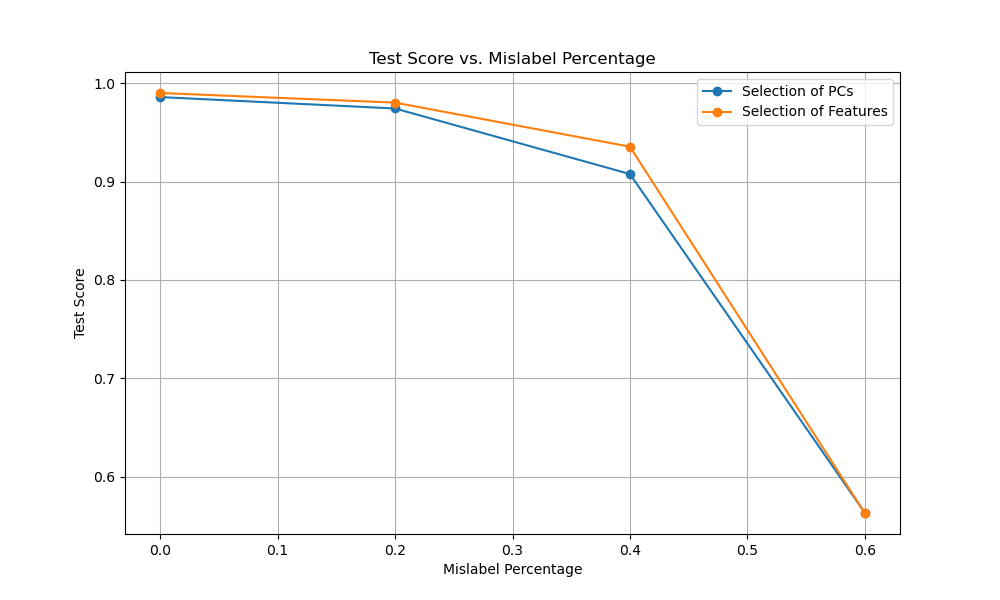 Test Score vs. Mislabel Percentage
Selection of PCs
Selection of Features
Test Score
1.0
0.9
0.8
0.7
0.6
0.0 0.1 0.2 0.3 0.4 0.5 0.6
Mislabel Percentage